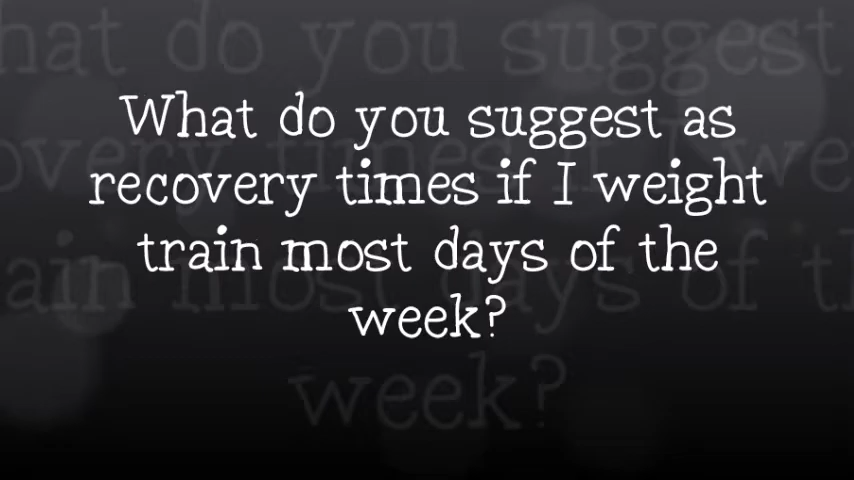 What do you suggest as
recovery times if I weight
train most days of the
week?